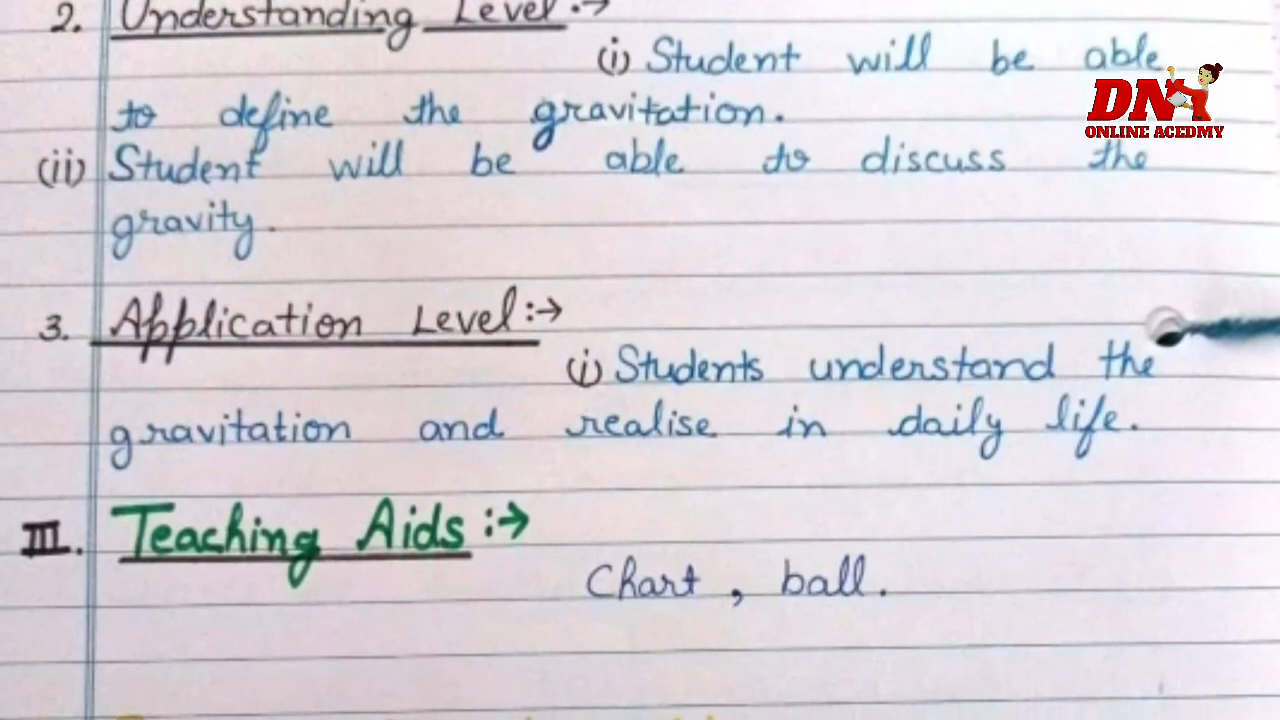 2. Understanding Level :→
(i) Student will be able
to define the gravitation.
(ii) Student will be able to discuss the
gravity.
3. Application Level :→
(i) Students understand the
gravitation and realise in daily life.
III. Teaching Aids :→
Chart, ball.
DN
ONLINE ACEDMY